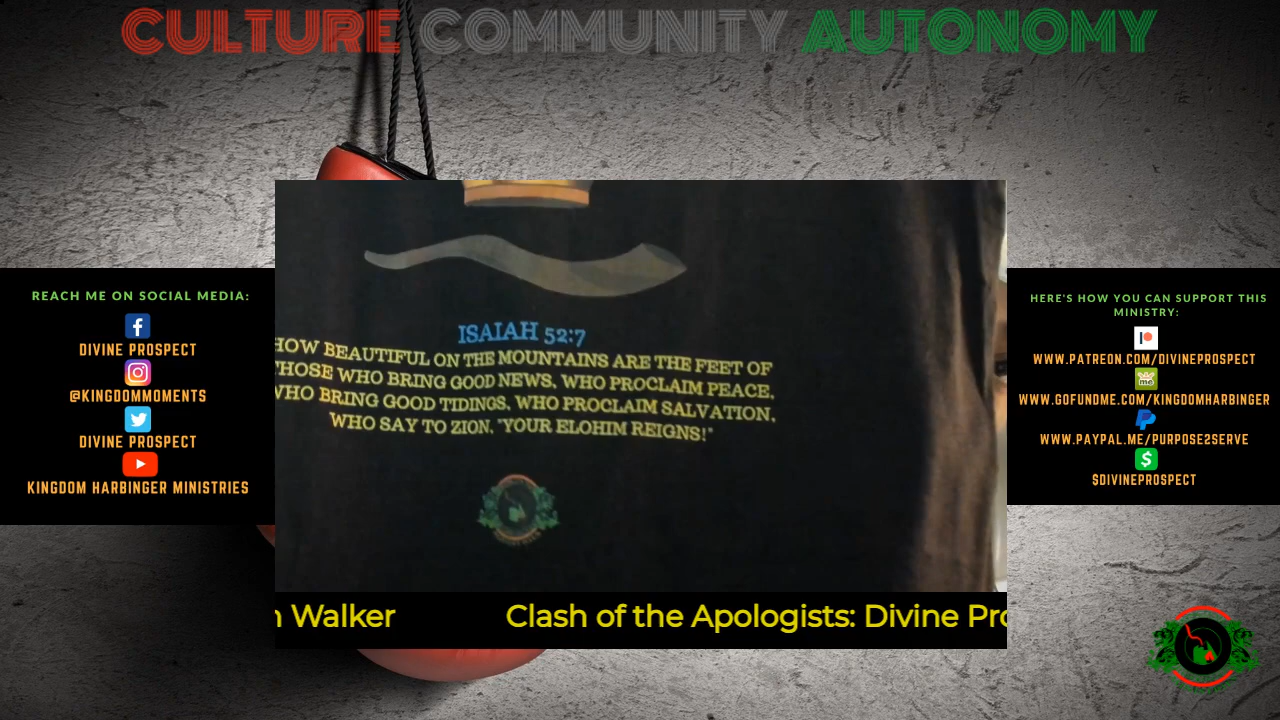 CULTURE COMMUNITY AUTONOMY
REACH ME ON SOCIAL MEDIA:
DIVINE PROSPECT
@KINGDOMMOMENTS
DIVINE PROSPECT
KINGDOM HARBINGER MINISTRIES
ISAIAH 52:7
HOW BEAUTIFUL ON THE MOUNTAINS ARE THE FEET OF
THOSE WHO BRING GOOD NEWS, WHO PROCLAIM PEACE,
WHO BRING GOOD TIDINGS, WHO PROCLAIM SALVATION,
WHO SAY TO ZION, "YOUR ELOHIM REIGNS!"
HERE'S HOW YOU CAN SUPPORT THIS
MINISTRY:
WWW.PATREON.COM/DIVINEPROSPECT
me
WWW.GOFUNDME.COM/KINGDOMHARBINGER
WWW.PAYPAL.ME/PURPOSE2SERVE
$DIVINEPROSPECT
n Walker Clash of the Apologists: Divine Pro